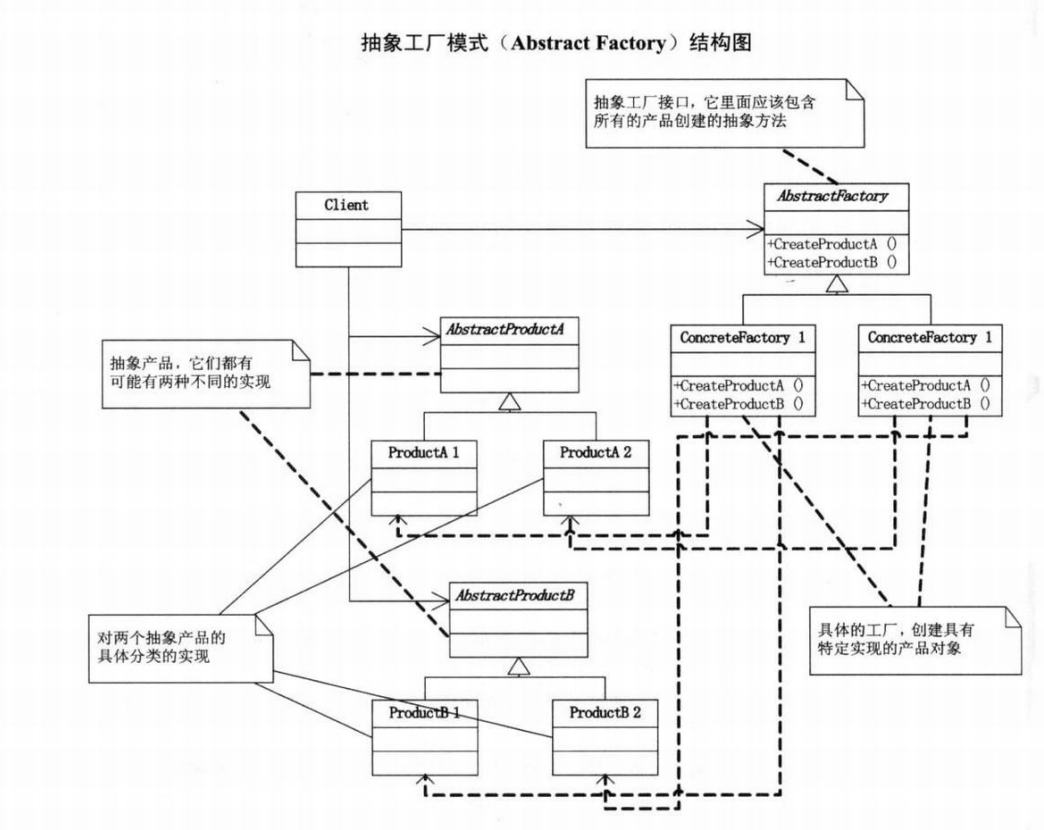 抽象工厂模式（Abstract Factory）结构图
抽象工厂接口，它里面应该包含
所有的产品创建的抽象方法
AbstractFactory
+CreateProductA ()
+CreateProductB ()
Client
AbstractProductA
ConcreteFactory 1
+CreateProductA ()
+CreateProductB ()
ConcreteFactory 1
+CreateProductA ()
+CreateProductB ()
抽象产品，它们都有
可能有两种不同的实现
ProductA 1
ProductA 2
AbstractProductB
对两个抽象产品的
具体分类的实现
具体的工厂，创建具有
特定实现的产品对象
ProductB 1
ProductB 2